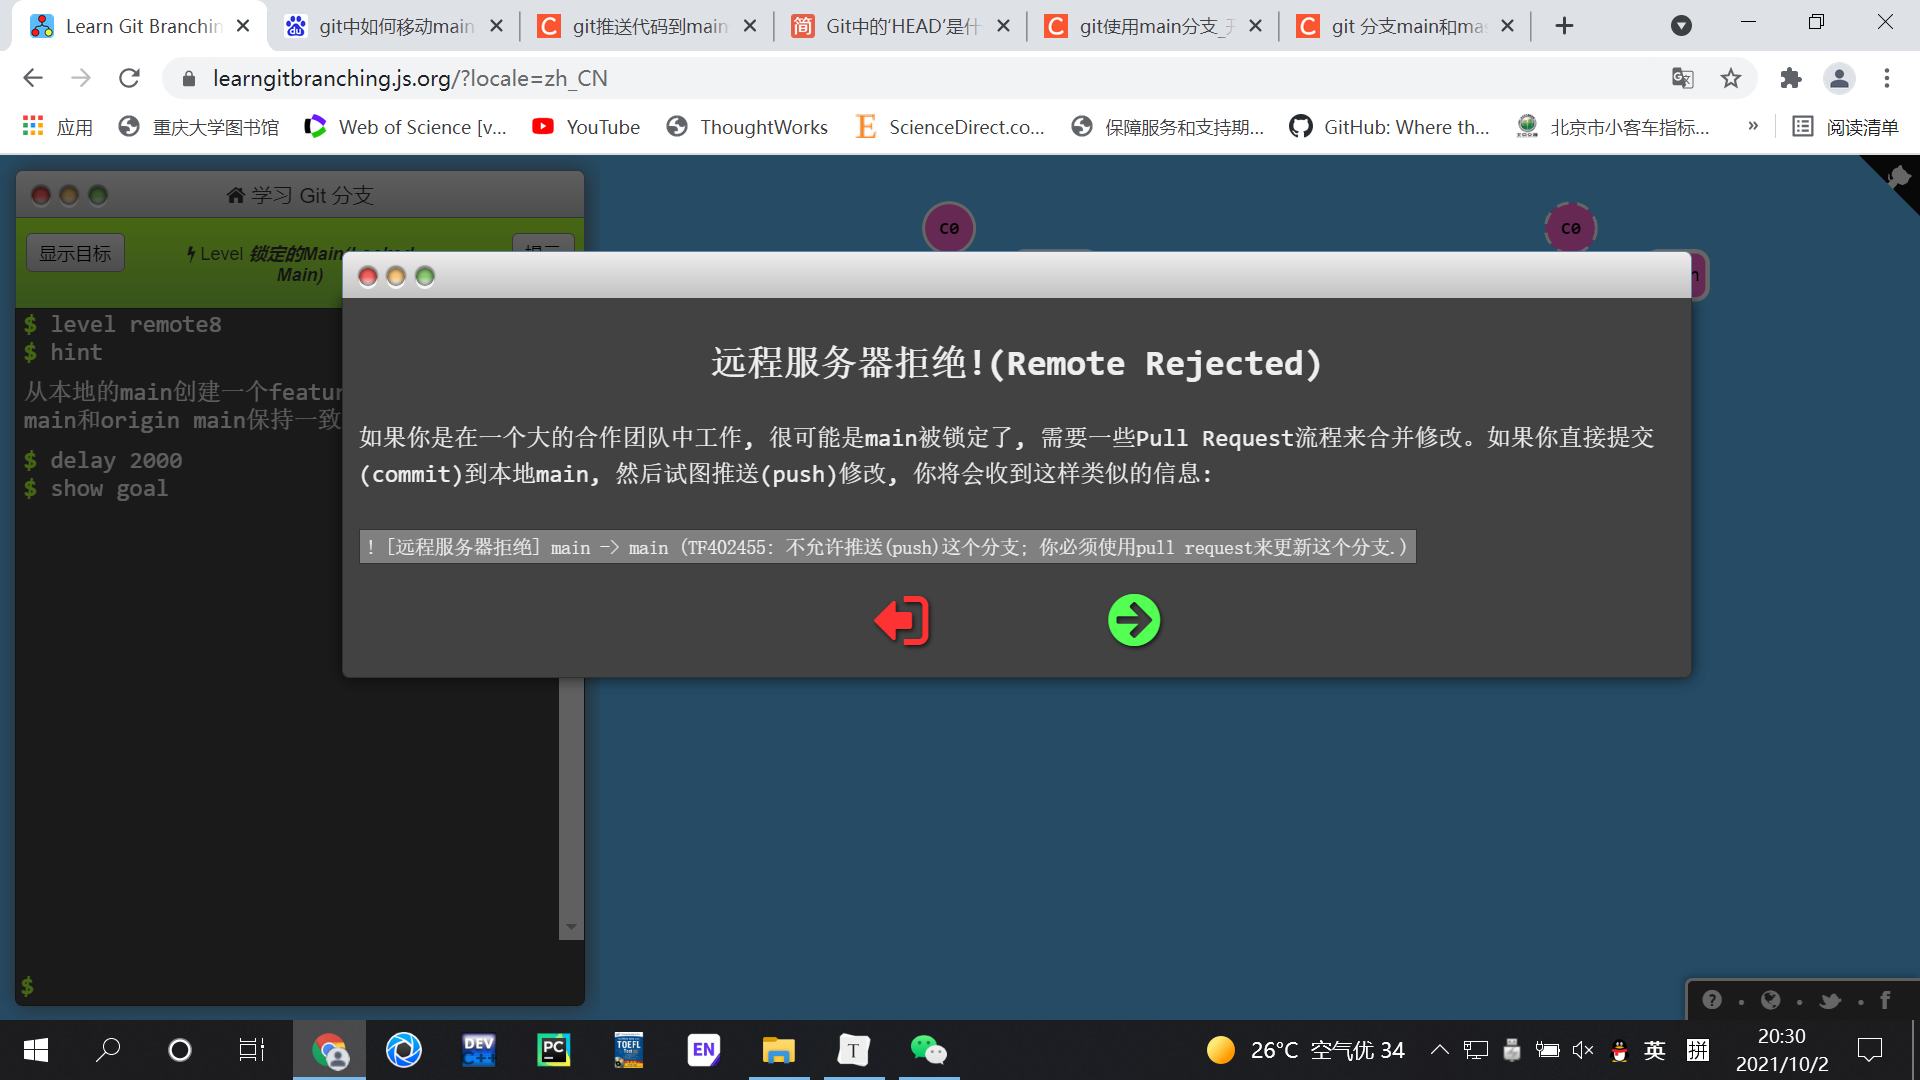 Learn Git Branchin
git中如何移动main
git推送代码到main
Git中的'HEAD'是什
git使用main分支_开
git 分支main和mas
learngitbranching.js.org/?locale=zh_CN
应用
重庆大学图书馆
Web of Science [v...
YouTube
ThoughtWorks
ScienceDirect.co...
保障服务和支持期...
GitHub: Where th...
北京市小客车指标...
»
阅读清单
学习 Git 分支
显示目标
Level 锁定的Main(Locked
Main)
提示
$ level remote8
$ hint
从本地的main创建一个featur
main和origin main保持一致
$ delay 2000
$ show goal
$
C0
C0
n
远程服务器拒绝!(Remote Rejected)
如果你是在一个大的合作团队中工作, 很可能是main被锁定了, 需要一些Pull Request流程来合并修改。如果你直接提交
(commit)到本地main, 然后试图推送(push)修改, 你将会收到这样类似的信息:
! [远程服务器拒绝] main -> main (TF402455: 不允许推送(push)这个分支; 你必须使用pull request来更新这个分支.)
DEV
C++
PC
TOEFL
EN
T
26°C 空气优 34
英
拼
20:30
2021/10/2